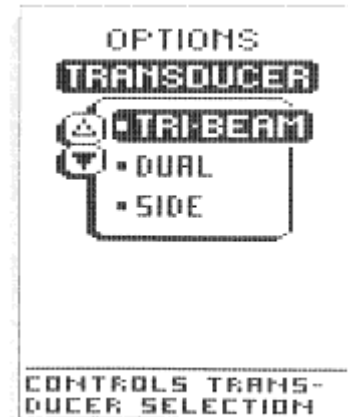 OPTIONS
TRANSDUCER
TRI-BEAM
DUAL
SIDE
CONTROLS TRANS-
DUCER SELECTION